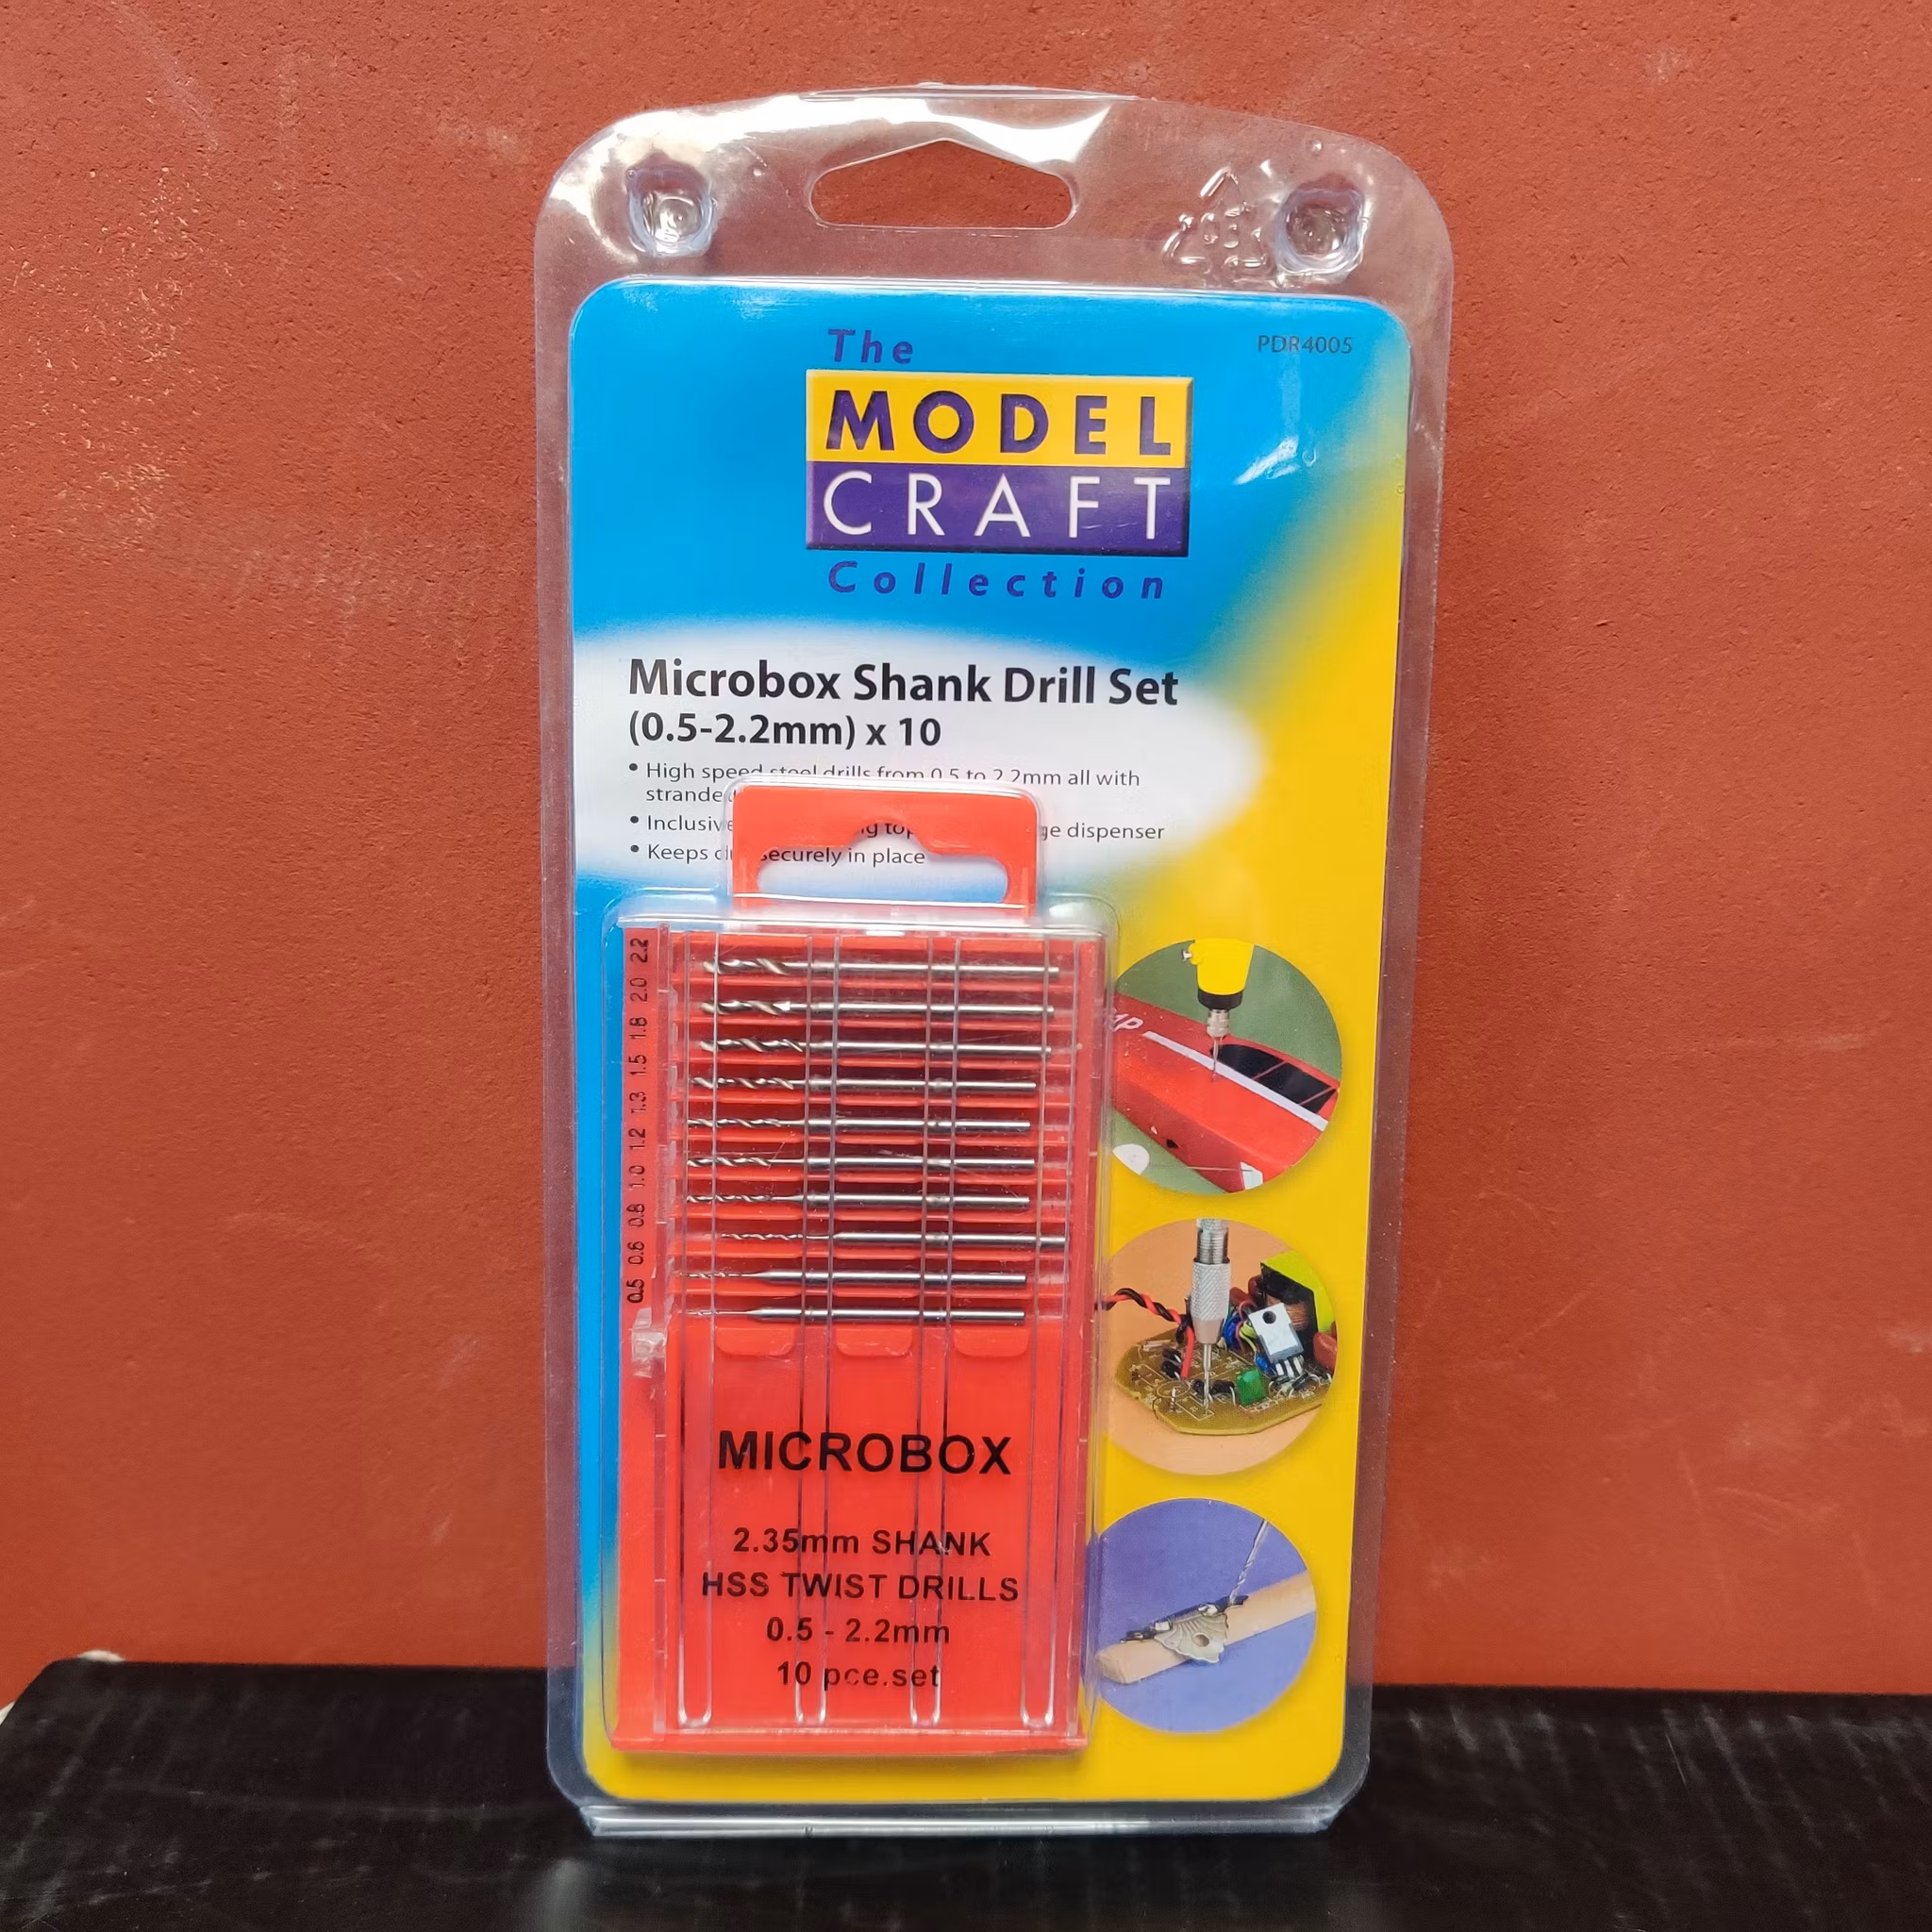 The
PDR4005
MODEL
CRAFT
Collection
Microbox Shank Drill Set
(0.5-2.2mm) x 10
• High speed steel drills from 0.5 to 2.2mm all with
• Inclusive dispenser
• Keeps securely in place
2.2
2.0
1.8
1.5
1.3
1.2
1.0
0.8
0.6
0.5
MICROBOX
2.35mm SHANK
HSS TWIST DRILLS
0.5 - 2.2mm
10 pce.set